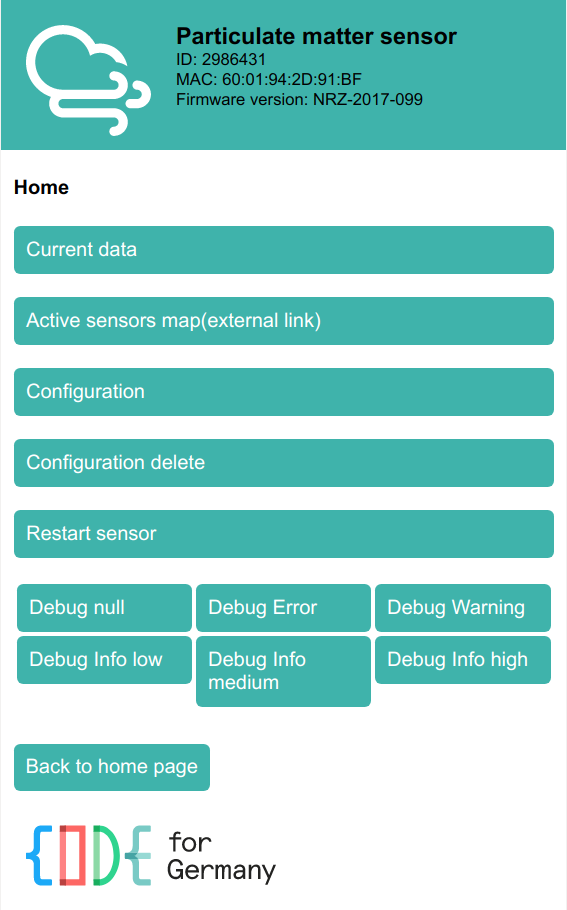 Particulate matter sensor
ID: 2986431
MAC: 60:01:94:2D:91:BF
Firmware version: NRZ-2017-099
Home
Current data
Active sensors map(external link)
Configuration
Configuration delete
Restart sensor
Debug null
Debug Error
Debug Warning
Debug Info low
Debug Info
medium
Debug Info high
Back to home page
CODE for
Germany